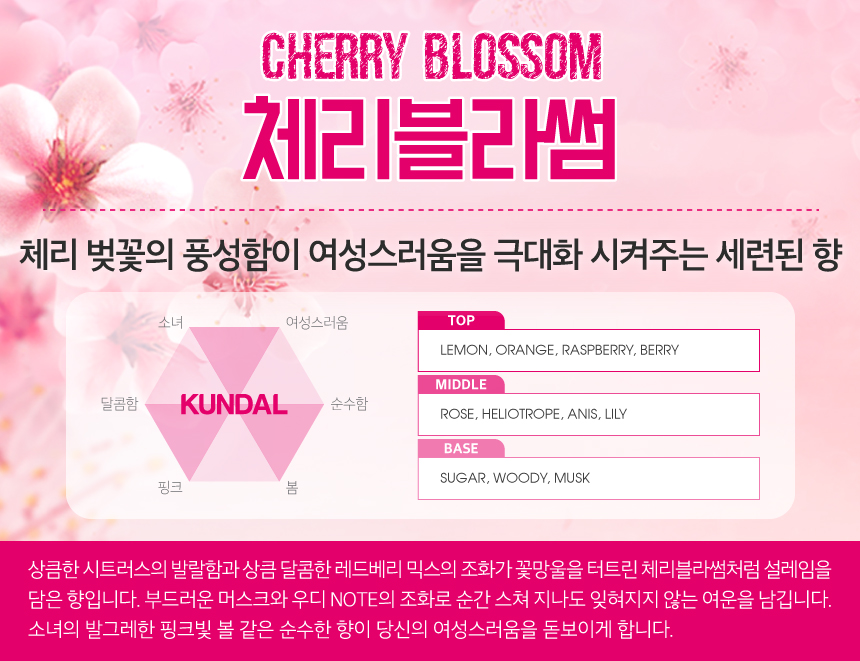 CHERRY BLOSSOM
체리블라썸
체리 벚꽃의 풍성함이 여성스러움을 극대화 시켜주는 세련된 향
소녀
여성스러움
달콤함
KUNDAL
순수함
핑크
봄
TOP
LEMON, ORANGE, RASPBERRY, BERRY
MIDDLE
ROSE, HELIOTROPE, ANIS, LILY
BASE
SUGAR, WOODY, MUSK
상큼한 시트러스의 발랄함과 상큼 달콤한 레드베리 믹스의 조화가 꽃망울을 터트린 체리블라썸처럼 설레임을
담은 향입니다. 부드러운 머스크와 우디 NOTE의 조화로 순간 스쳐 지나도 잊혀지지 않는 여운을 남깁니다.
소녀의 발그레한 핑크빛 볼 같은 순수한 향이 당신의 여성스러움을 돋보이게 합니다.